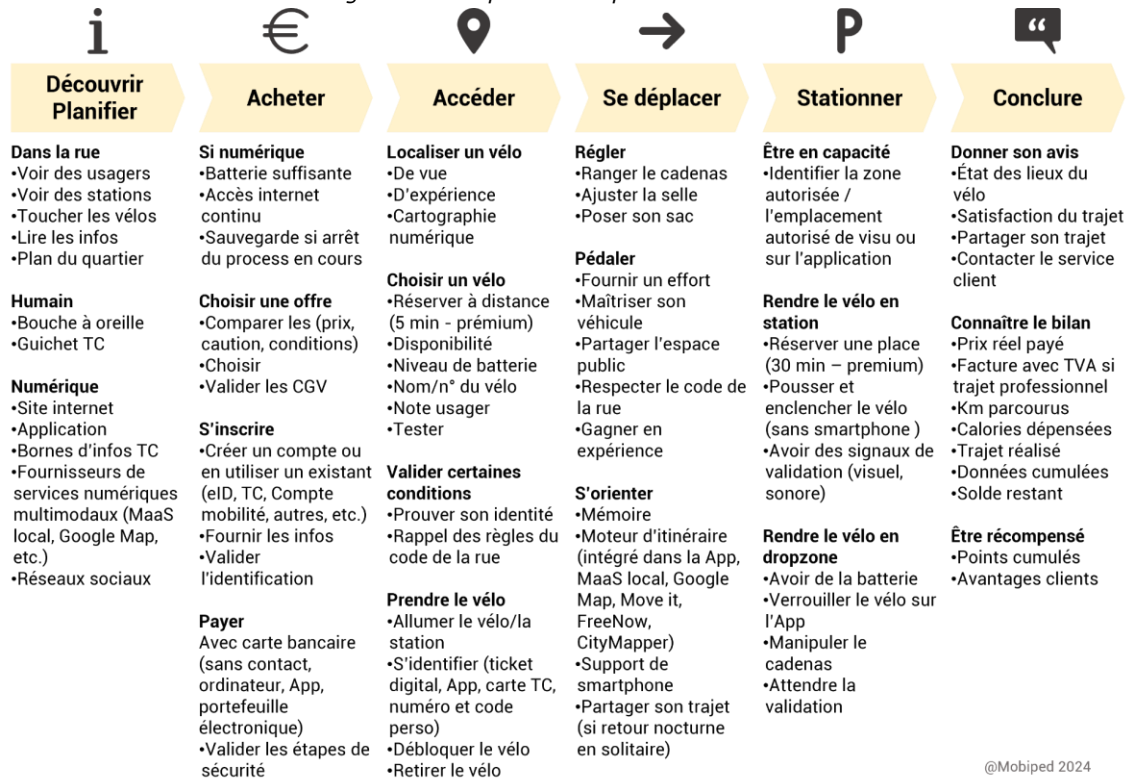 i
Découvrir
Planifier
Dans la rue
•Voir des usagers
•Voir des stations
•Toucher les vélos
•Lire les infos
•Plan du quartier
Humain
•Bouche à oreille
•Guichet TC
Numérique
•Site internet
•Application
•Bornes d'infos TC
•Fournisseurs de
services numériques
multimodaux (MaaS
local, Google Map,
etc.)
•Réseaux sociaux
€
Acheter
Si numérique
•Batterie suffisante
•Accès internet
continu
•Sauvegarde si arrêt
du process en cours
Choisir une offre
•Comparer les (prix,
caution, conditions)
•Choisir
•Valider les CGV
S'inscrire
•Créer un compte ou
en utiliser un existant
(eID, TC, Compte
mobilité, autres, etc.)
•Fournir les infos
•Valider
l'identification
Payer
Avec carte bancaire
(sans contact,
ordinateur, App,
portefeuille
électronique)
•Valider les étapes de
sécurité
Accéder
Localiser un vélo
•De vue
•D'expérience
•Cartographie
numérique
Choisir un vélo
•Réserver à distance
(5 min - prémium)
•Disponibilité
•Niveau de batterie
•Nom/n° du vélo
•Note usager
•Tester
Valider certaines
conditions
•Prouver son identité
•Rappel des règles du
code de la rue
Prendre le vélo
•Allumer le vélo/la
station
•S'identifier (ticket
digital, App, carte TC,
numéro et code
perso)
•Débloquer le vélo
•Retirer le vélo
Se déplacer
Régler
•Ranger le cadenas
•Ajuster la selle
•Poser son sac
Pédaler
•Fournir un effort
•Maîtriser son
véhicule
•Partager l'espace
public
•Respecter le code de
la rue
•Gagner en
expérience
S'orienter
•Mémoire
•Moteur d'itinéraire
(intégré dans la App,
MaaS local, Google
Map, Move it,
FreeNow,
CityMapper)
•Support de
smartphone
•Partager son trajet
(si retour nocturne
en solitaire)
P
Stationner
Être en capacité
•Identifier la zone
autorisée /
l'emplacement
autorisé de visu ou
sur l'application
Rendre le vélo en
station
•Réserver une place
(30 min – premium)
•Pousser et
enclencher le vélo
(sans smartphone )
•Avoir des signaux de
validation (visuel,
sonore)
Rendre le vélo en
dropzone
•Avoir de la batterie
•Verrouiller le vélo sur
l'App
•Manipuler le
cadenas
•Attendre la
validation
Conclure
Donner son avis
•État des lieux du
vélo
•Satisfaction du trajet
•Partager son trajet
•Contacter le service
client
Connaître le bilan
•Prix réel payé
•Facture avec TVA si
trajet professionnel
•Km parcourus
•Calories dépensées
•Trajet réalisé
•Données cumulées
•Solde restant
Être récompensé
•Points cumulés
•Avantages clients
@Mobiped 2024